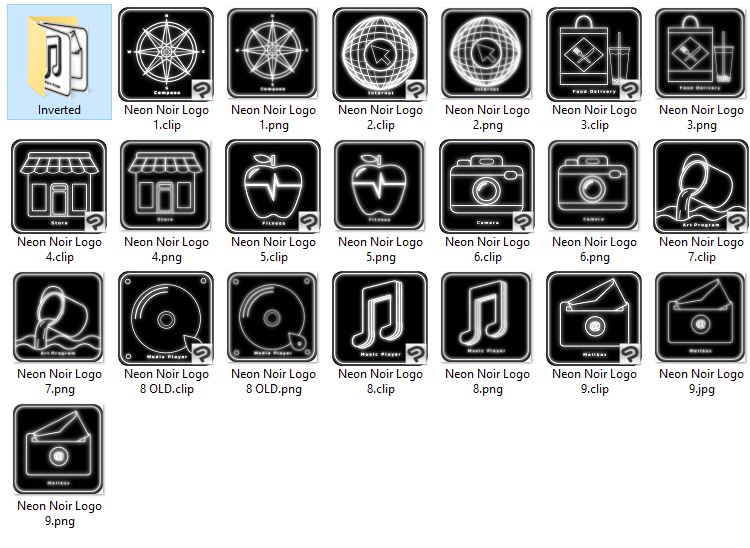 Compass
Compass
Internet
Internet
Food Delivery
Food Delivery
Inverted
Neon Noir Logo
1.clip
Neon Noir Logo
1.png
Neon Noir Logo
2.clip
Neon Noir Logo
2.png
Neon Noir Logo
3.clip
Neon Noir Logo
3.png
Store
Store
Fitness
Fitness
Camera
Camera
Art Program
Neon Noir Logo
4.clip
Neon Noir Logo
4.png
Neon Noir Logo
5.clip
Neon Noir Logo
5.png
Neon Noir Logo
6.clip
Neon Noir Logo
6.png
Neon Noir Logo
7.clip
Art Program
Media Player
Media Player
Music Player
Music Player
@
Mailbox
@
Mailbox
Neon Noir Logo
7.png
Neon Noir Logo
8 OLD.clip
Neon Noir Logo
8 OLD.png
Neon Noir Logo
8.clip
Neon Noir Logo
8.png
Neon Noir Logo
9.clip
Neon Noir Logo
9.jpg
@
Mailbox
Neon Noir Logo
9.png